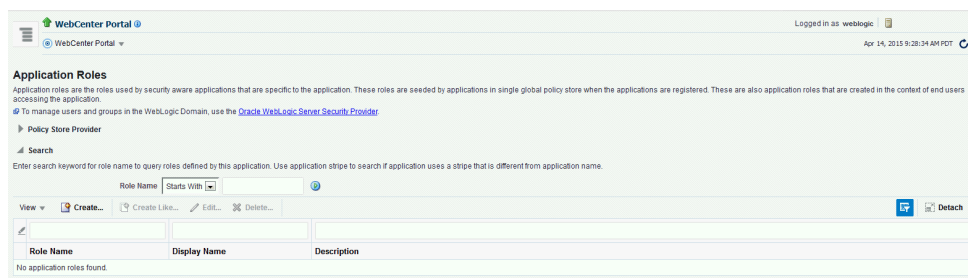 WebCenter Portal
Logged in as weblogic
WebCenter Portal
Apr 14, 2015 9:28:34 AM PDT
Application Roles
Application roles are the roles used by security aware applications that are specific to the application. These roles are seeded by applications in single global policy store when the applications are registered. These are also application roles that are created in the context of end users
accessing the application.
To manage users and groups in the WebLogic Domain, use the Oracle WebLogic Server Security Provider.
Policy Store Provider
Search
Enter search keyword for role name to query roles defined by this application. Use application stripe to search if application uses a stripe that is different from application name.
Role Name Starts With
View Create... Create Like... Edit... Delete... Detach
Role Name Display Name Description
No application roles found.